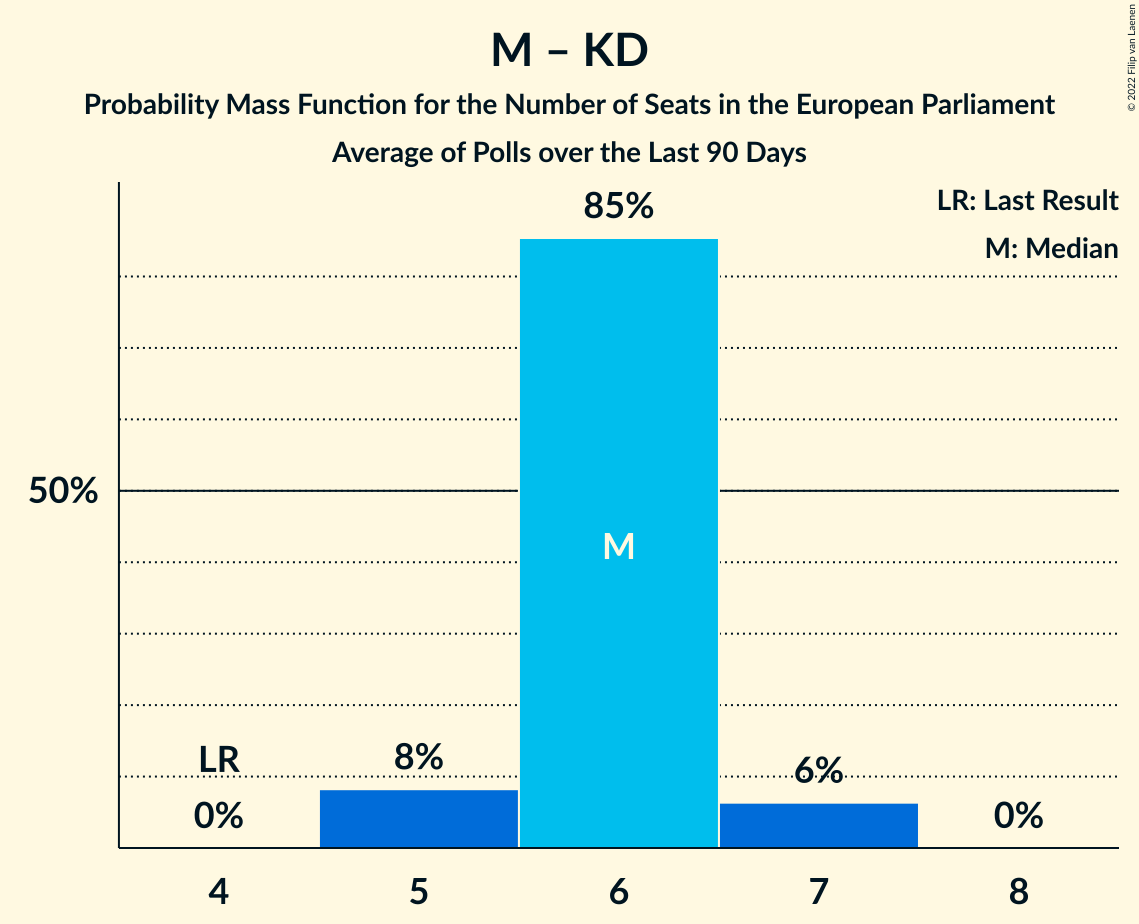 M – KD
Probability Mass Function for the Number of Seats in the European Parliament
Average of Polls over the Last 90 Days
© 2022 Filip van Laenen
LR: Last Result
M: Median
85%
50%
M
LR
8%
6%
0%
0%
4 5 6 7 8